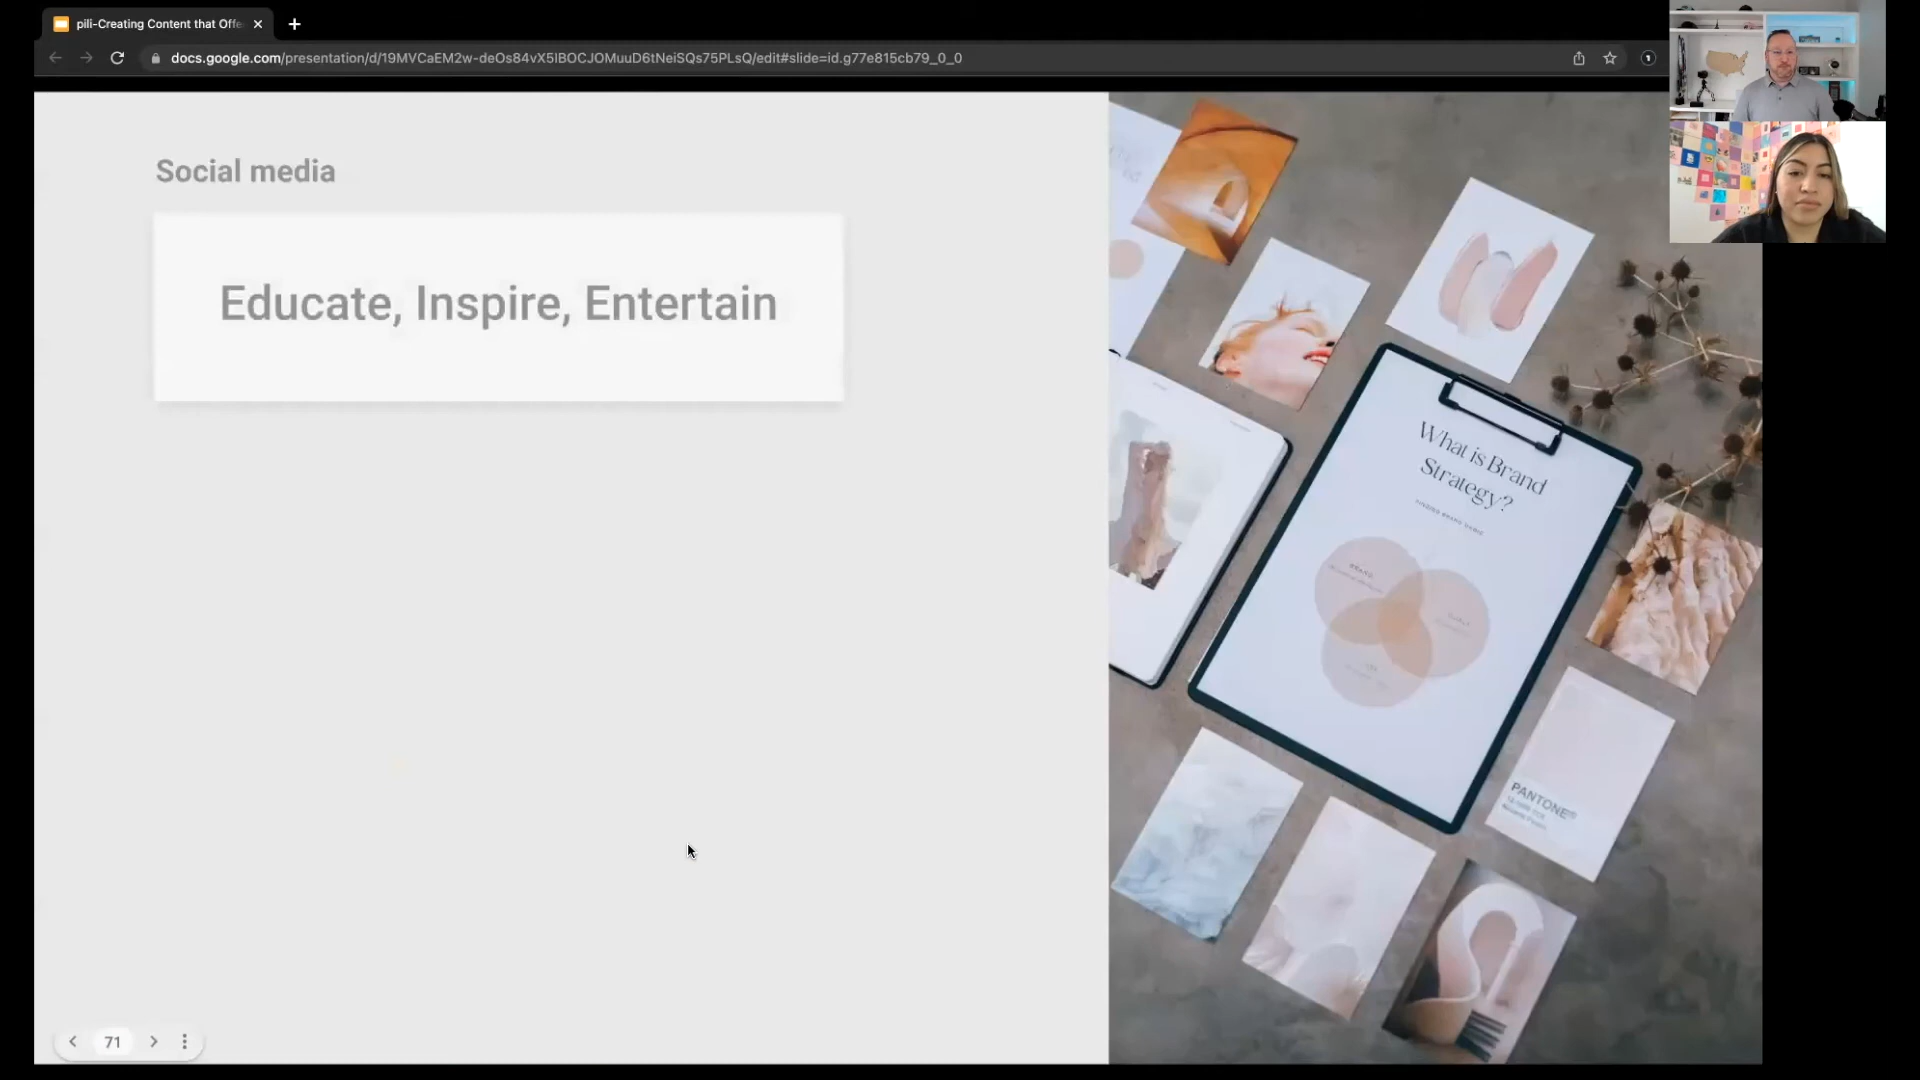 pili-Creating Content that Offe
docs.google.com/presentation/d/19MVCaEM2w-deOs84vX5IBOCJOMuuD6tNeiSQs75PLsQ/edit#slide=id.g77e815cb79_0_0
Social media
Educate, Inspire, Entertain
What is Brand
Strategy?
BRAND
PANTONE®
71